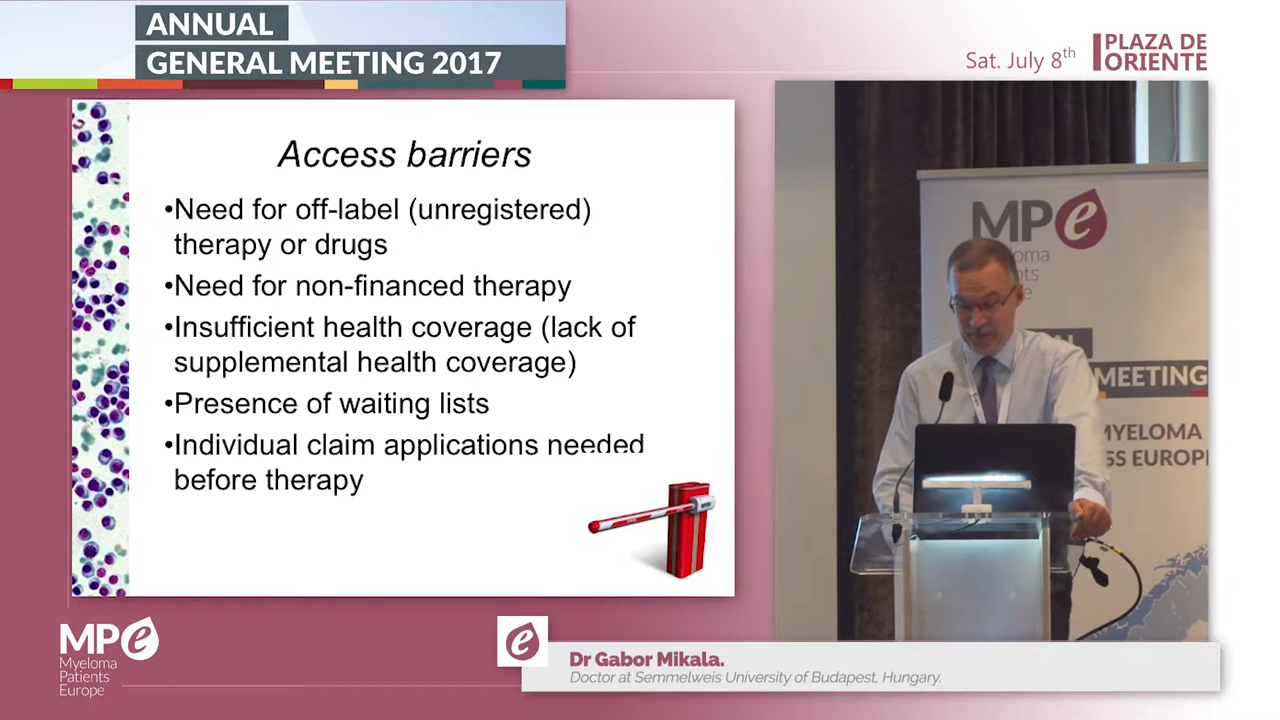 ANNUAL
GENERAL MEETING 2017
Sat. July 8th
PLAZA DE
ORIENTE
Access barriers
•Need for off-label (unregistered)
therapy or drugs
•Need for non-financed therapy
•Insufficient health coverage (lack of
supplemental health coverage)
•Presence of waiting lists
•Individual claim applications needed
before therapy
MPe
MEETING
MYELOMA
EUROP
MPe
Myeloma
Patients
Europe
e
Dr Gabor Mikala.
Doctor at Semmelweis University of Budapest, Hungary.